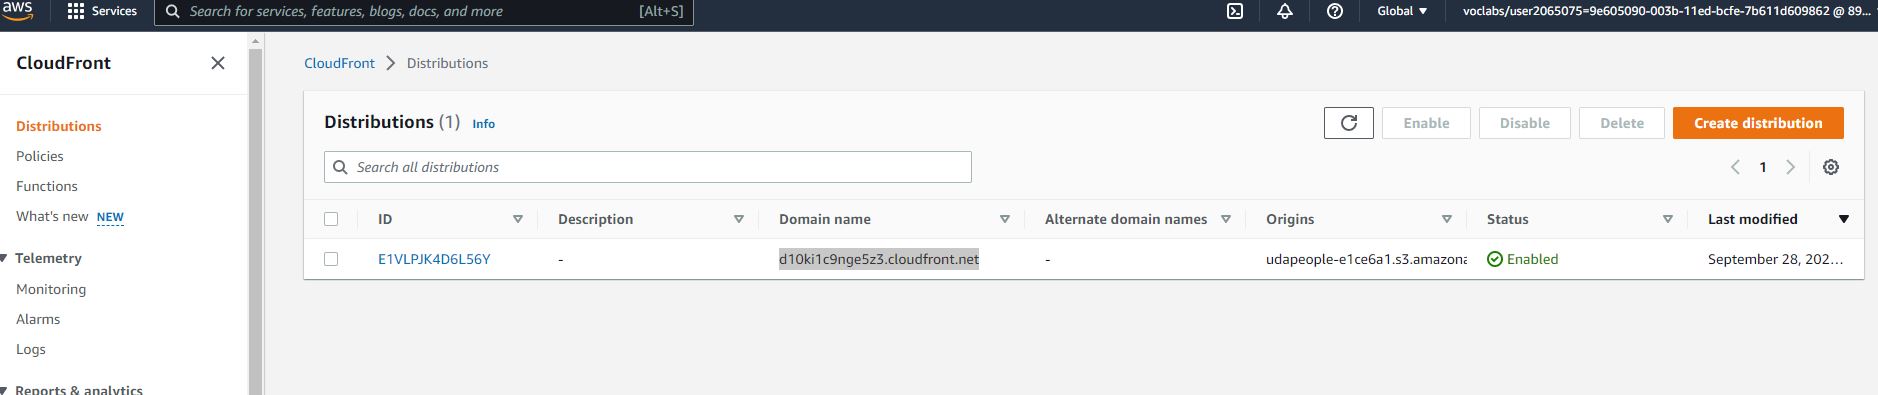 aws
Services
Search for services, features, blogs, docs, and more [Alt+S]
Global
voclabs/user2065075=9e605090-003b-11ed-bcfe-7b611d609862 @ 89...
CloudFront
Distributions
Policies
Functions
What's new NEW
Telemetry
Monitoring
Alarms
Logs
Reports & analytics
CloudFront > Distributions
Distributions (1) Info
Enable
Disable
Delete
Create distribution
Search all distributions
1
ID Description Domain name Alternate domain names Origins Status Last modified
E1VLPJK4D6L56Y - d10ki1c9nge5z3.cloudfront.net - udapeople-e1ce6a1.s3.amazona Enabled September 28, 202...